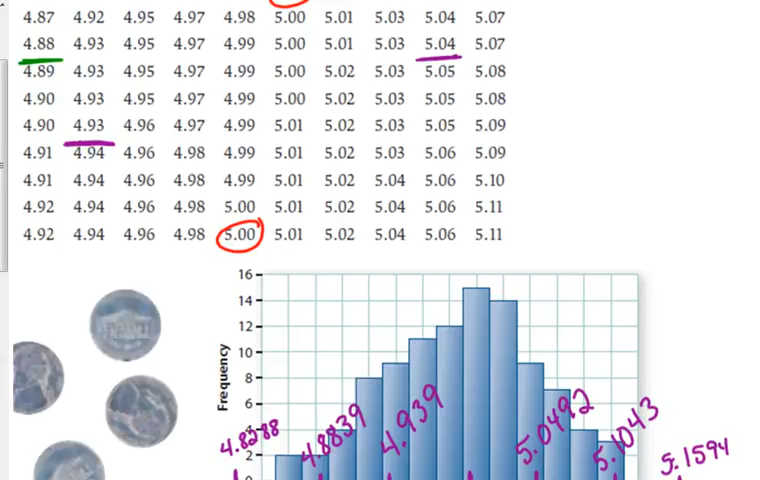 4.87 4.92 4.95 4.97 4.98 5.00 5.01 5.03 5.04 5.07
4.88 4.93 4.95 4.97 4.99 5.00 5.01 5.03 5.04 5.07
4.89 4.93 4.95 4.97 4.99 5.00 5.02 5.03 5.05 5.08
4.90 4.93 4.95 4.97 4.99 5.00 5.02 5.03 5.05 5.08
4.90 4.93 4.96 4.97 4.99 5.01 5.02 5.03 5.05 5.09
4.91 4.94 4.96 4.98 4.99 5.01 5.02 5.03 5.06 5.09
4.91 4.94 4.96 4.98 4.99 5.01 5.02 5.04 5.06 5.10
4.92 4.94 4.96 4.98 5.00 5.01 5.02 5.04 5.06 5.11
4.92 4.94 4.96 4.98 5.00 5.01 5.02 5.04 5.06 5.11
16
14
12
10
8
6
4
2
Frequency
4.8288
4.8839
4.939
5.0492
5.1043
5.1594